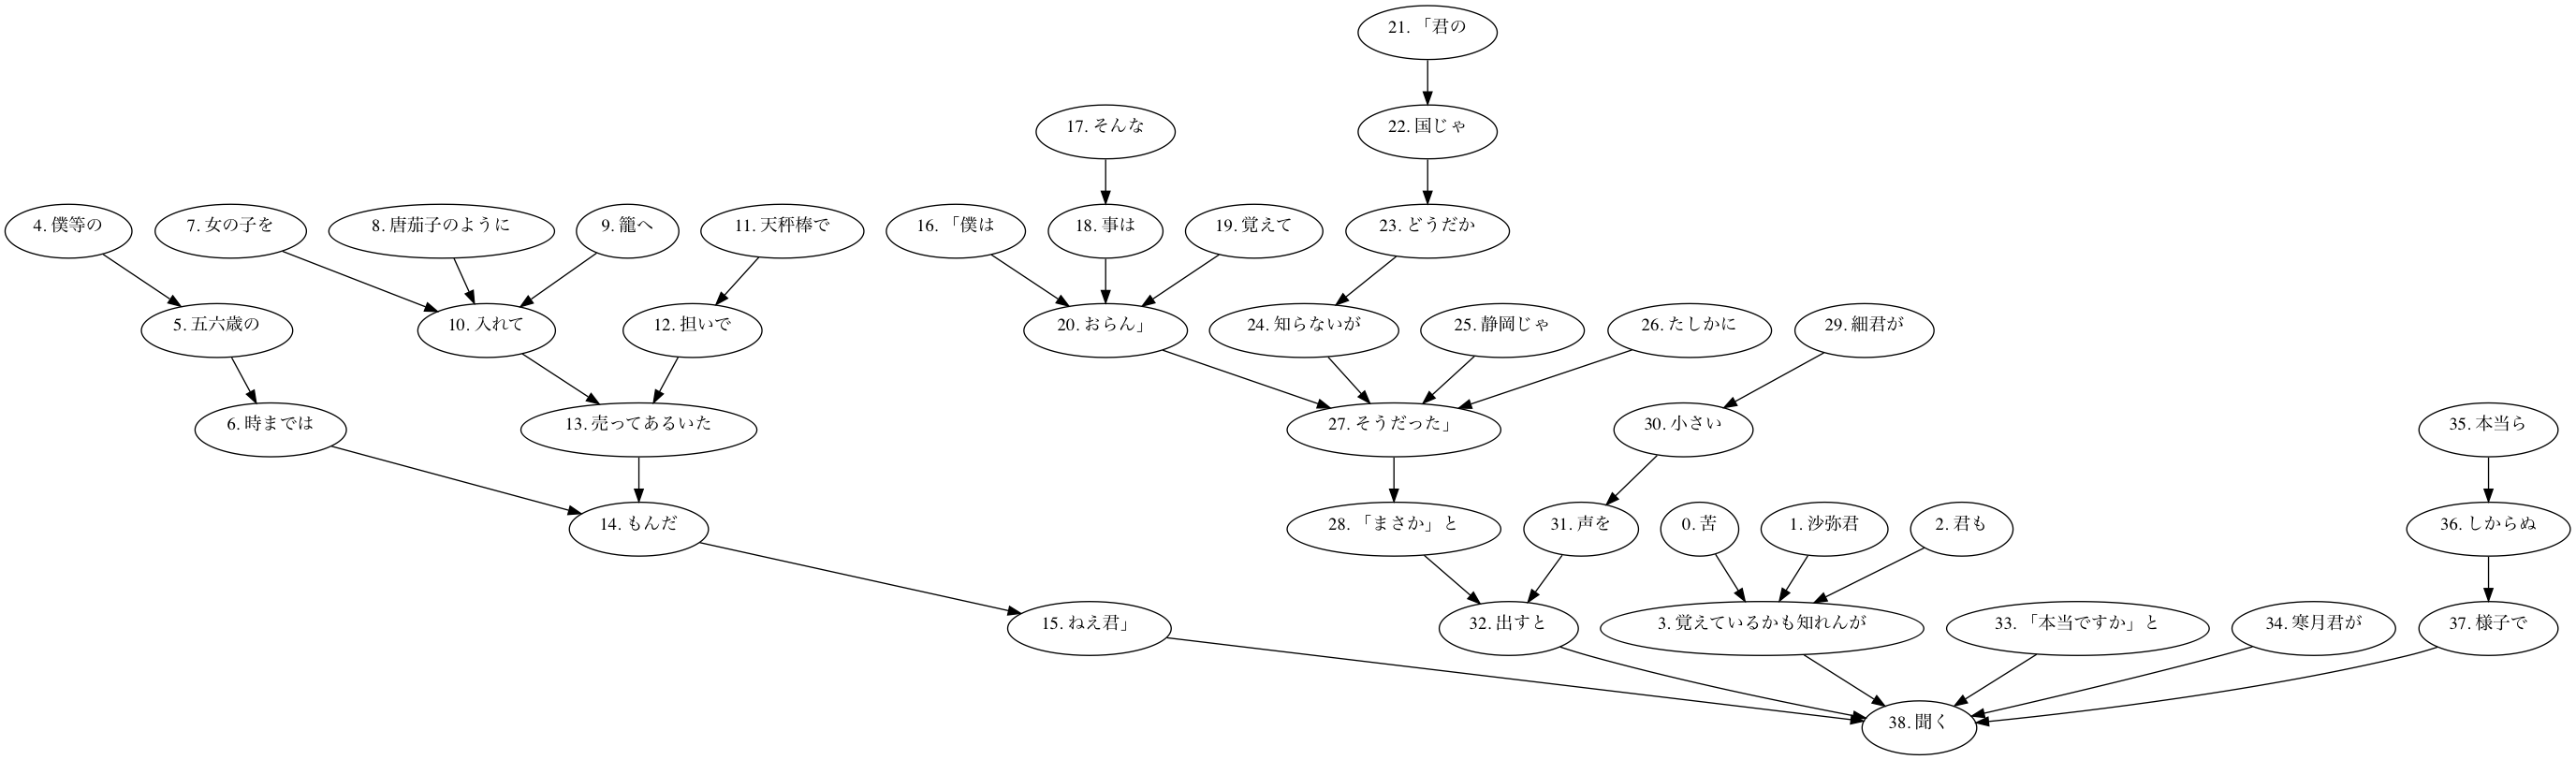 21. 「君の
17. そんな
22. 国じゃ
4. 僕等の
7. 女の子を
8. 唐茄子のように
9. 籠へ
11. 天秤棒で
16. 「僕は
18. 事は
19. 覚えて
23. どうだか
5. 五六歳の
10. 入れて
12. 担いで
20. おらん」
24. 知らないが
25. 静岡じゃ
26. たしかに
29. 細君が
6. 時までは
13. 売ってあるいた
27. そうだった」
30. 小さい
35. 本当ら
14. もんだ
28. 「まさか」と
31. 声を
0. 苦
1. 沙弥君
2. 君も
36. しからぬ
15. ねえ君」
32. 出すと
3. 覚えているかも知れんが
33. 「本当ですか」と
34. 寒月君が
37. 様子で
38. 聞く